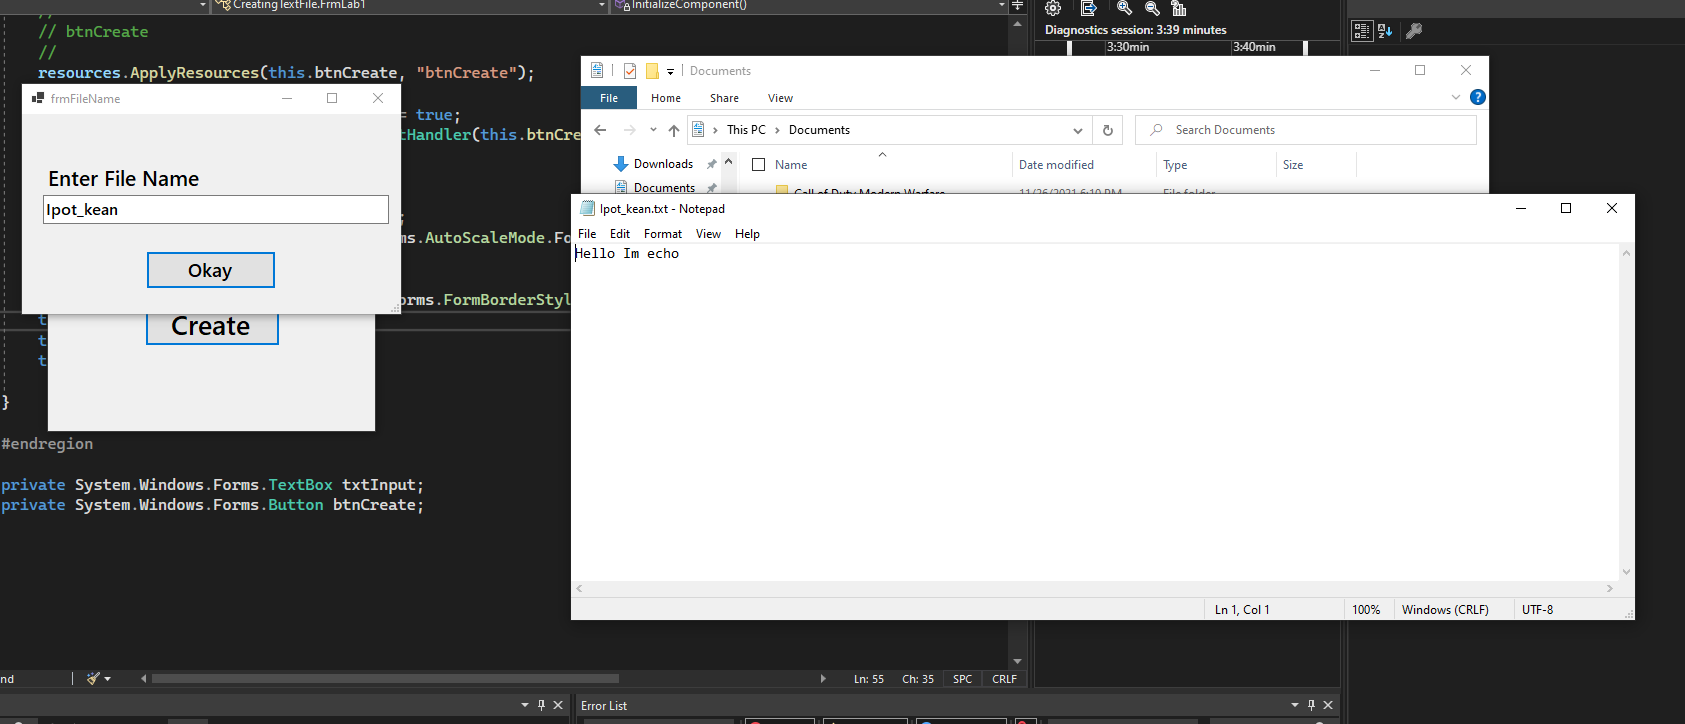 CreatingTextFile.FrmLab1
InitializeComponent()
//
// btnCreate
//
resources.ApplyResources(this.btnCreate, "btnCreate");
= true;
tHandler(this.btnCre
;
ms.AutoScaleMode.Fo
orms.FormBorderStyl
t
t
t
}
#endregion
private System.Windows.Forms.TextBox txtInput;
private System.Windows.Forms.Button btnCreate;
frmFileName
Enter File Name
Ipot_kean
Okay
Create
Diagnostics session: 3:39 minutes
3:30min
3:40min
Documents
File
Home
Share
View
This PC
Documents
Search Documents
Downloads
Documents
Name
Date modified
Type
Size
Call of Duty Modern Warfare
11/26/2021 6:10 PM
File folder
Ipot_kean.txt - Notepad
File Edit Format View Help
Hello Im echo
Ln 1, Col 1
100%
Windows (CRLF)
UTF-8
nd
Ln: 55
Ch: 35
SPC
CRLF
Error List